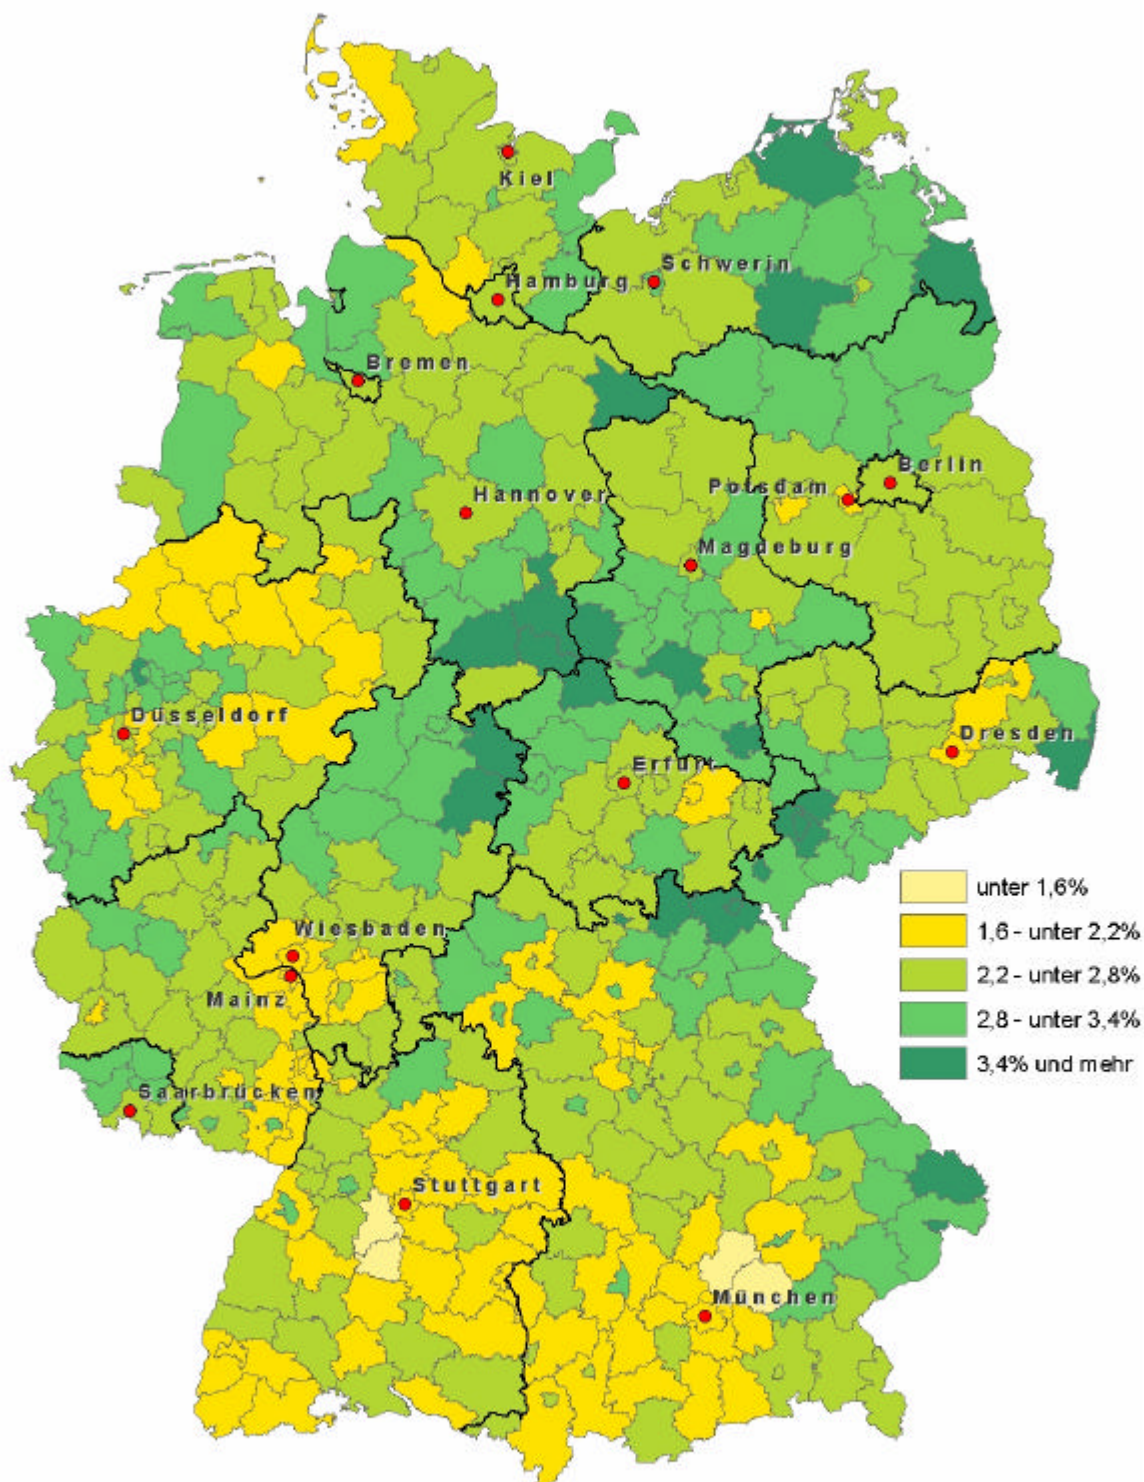 Kiel
Schwerin
Hamburg
Bremen
Berlin
Potsdam
Hannover
Magdeburg
Düsseldorf
Dresden
Erfurt
unter 1,6%
1,6 - unter 2,2%
Wiesbaden
2,2 - unter 2,8%
Mainz
2,8 - unter 3,4%
3,4% und mehr
Saarbrücken
Stuttgart
München